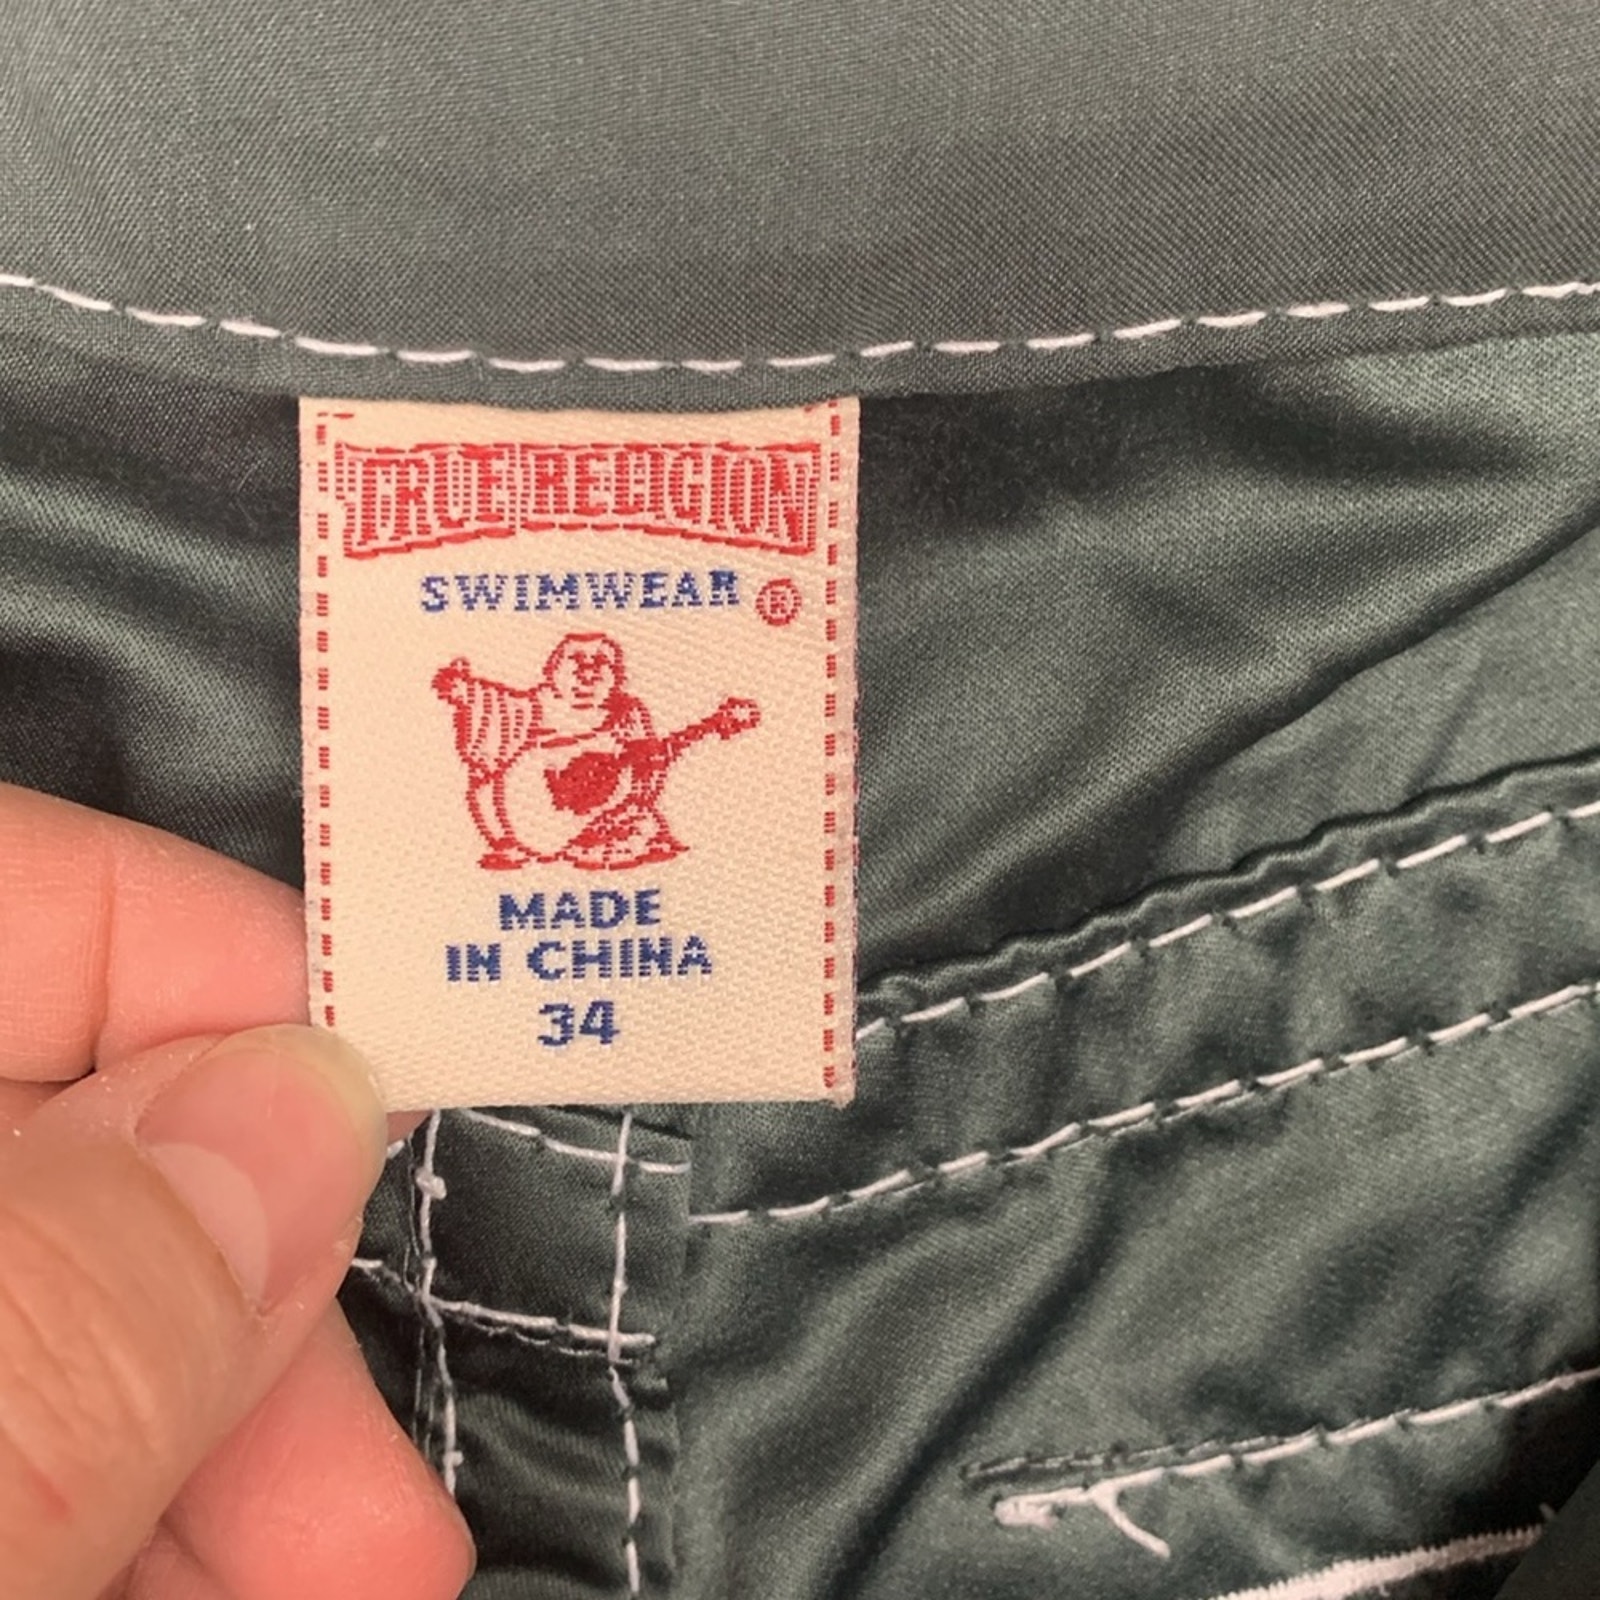 TRUE RELIGION
SWIMWEAR ®
MADE
IN CHINA
34